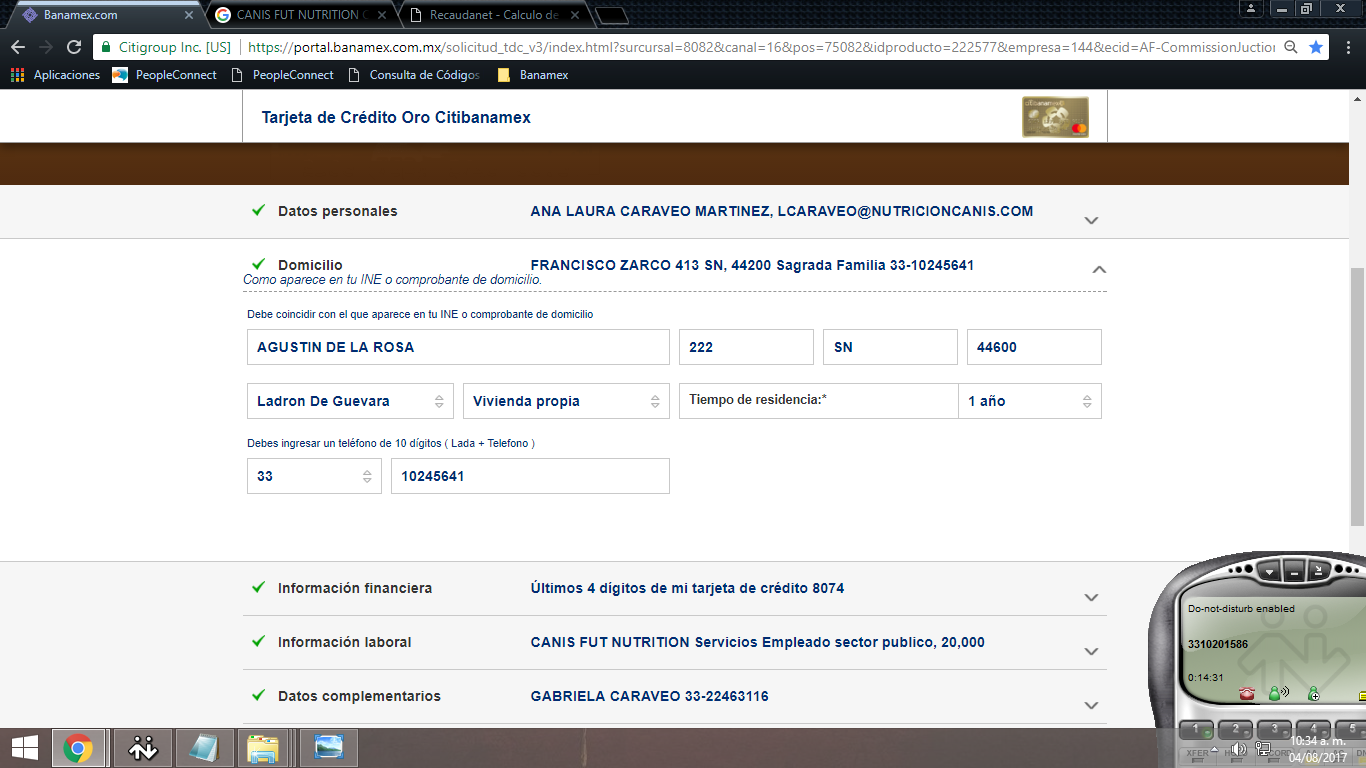 Banamex.com
CANIS FUT NUTRITION
Recaudanet - Calculo de
Citigroup Inc. [US] https://portal.banamex.com.mx/solicitud_tdc_v3/index.html?surcursal=8082&canal=16&pos=75082&idproducto=222577&empresa=144&ecid=AF-CommissionJuction
Aplicaciones PeopleConnect PeopleConnect Consulta de Códigos Banamex
Tarjeta de Crédito Oro Citibanamex
Datos personales ANA LAURA CARAVEO MARTINEZ, LCARAVEO@NUTRICIONCANIS.COM
Domicilio FRANCISCO ZARCO 413 SN, 44200 Sagrada Familia 33-10245641
Como aparece en tu INE o comprobante de domicilio.
Debe coincidir con el que aparece en tu INE o comprobante de domicilio
AGUSTIN DE LA ROSA 222 SN 44600
Ladron De Guevara Vivienda propia Tiempo de residencia:* 1 año
Debes ingresar un teléfono de 10 dígitos ( Lada + Telefono )
33 10245641
Información financiera Últimos 4 dígitos de mi tarjeta de crédito 8074
Información laboral CANIS FUT NUTRITION Servicios Empleado sector publico, 20,000
Datos complementarios GABRIELA CARAVEO 33-22463116
Do-not-disturb enabled
3310201586
0:14:31
1 2 3 4 5
XFER
10:34 a. m.
04/08/2017